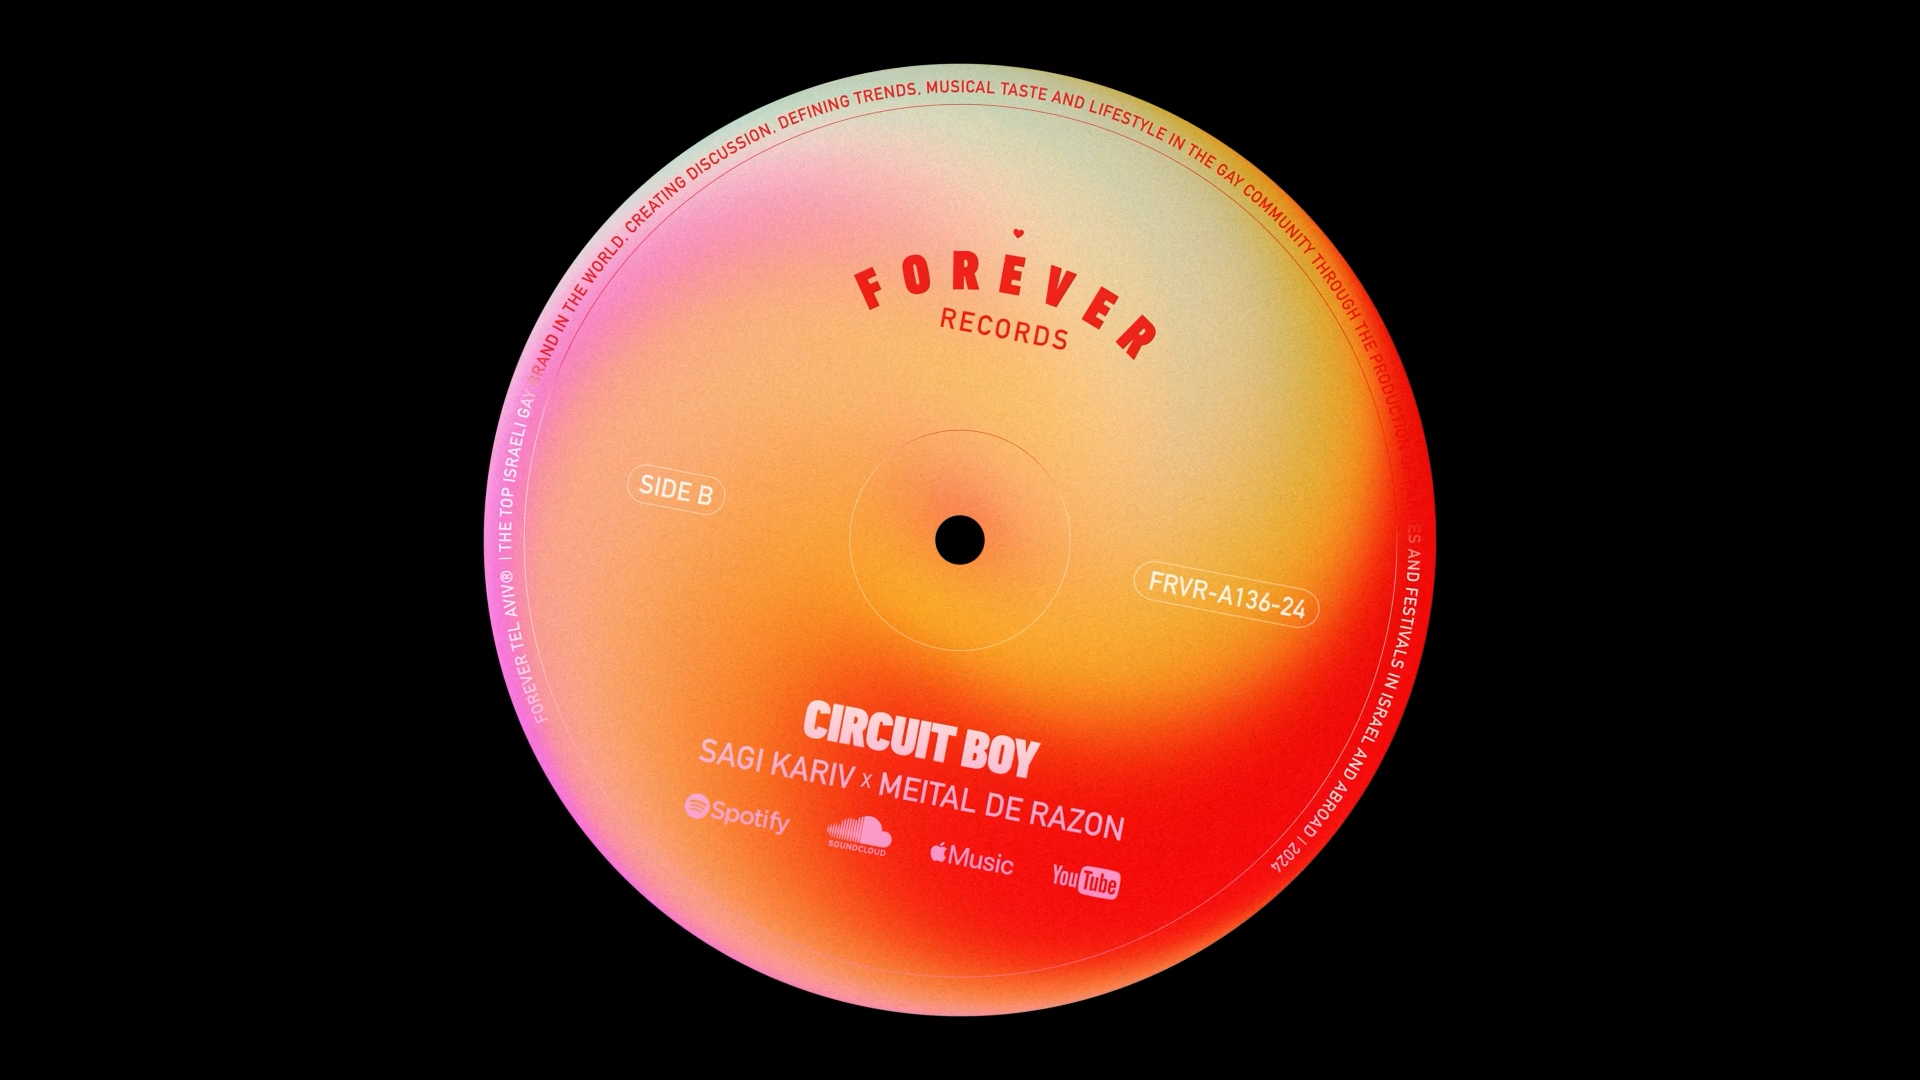 FOREVER TEL AVIV® | THE TOP ISRAELI GAY BRAND IN THE WORLD. CREATING DISCUSSION, DEFINING TRENDS, MUSICAL TASTE AND LIFESTYLE IN THE GAY COMMUNITY THROUGH THE PRODUCTION OF PARTIES AND FESTIVALS IN ISRAEL AND ABROAD | 2024
FOREVER
RECORDS
SIDE B
FRVR-A136-24
CIRCUIT BOY
SAGI KARIV x MEITAL DE RAZON
Spotify
SOUNDCLOUD
Music
YouTube